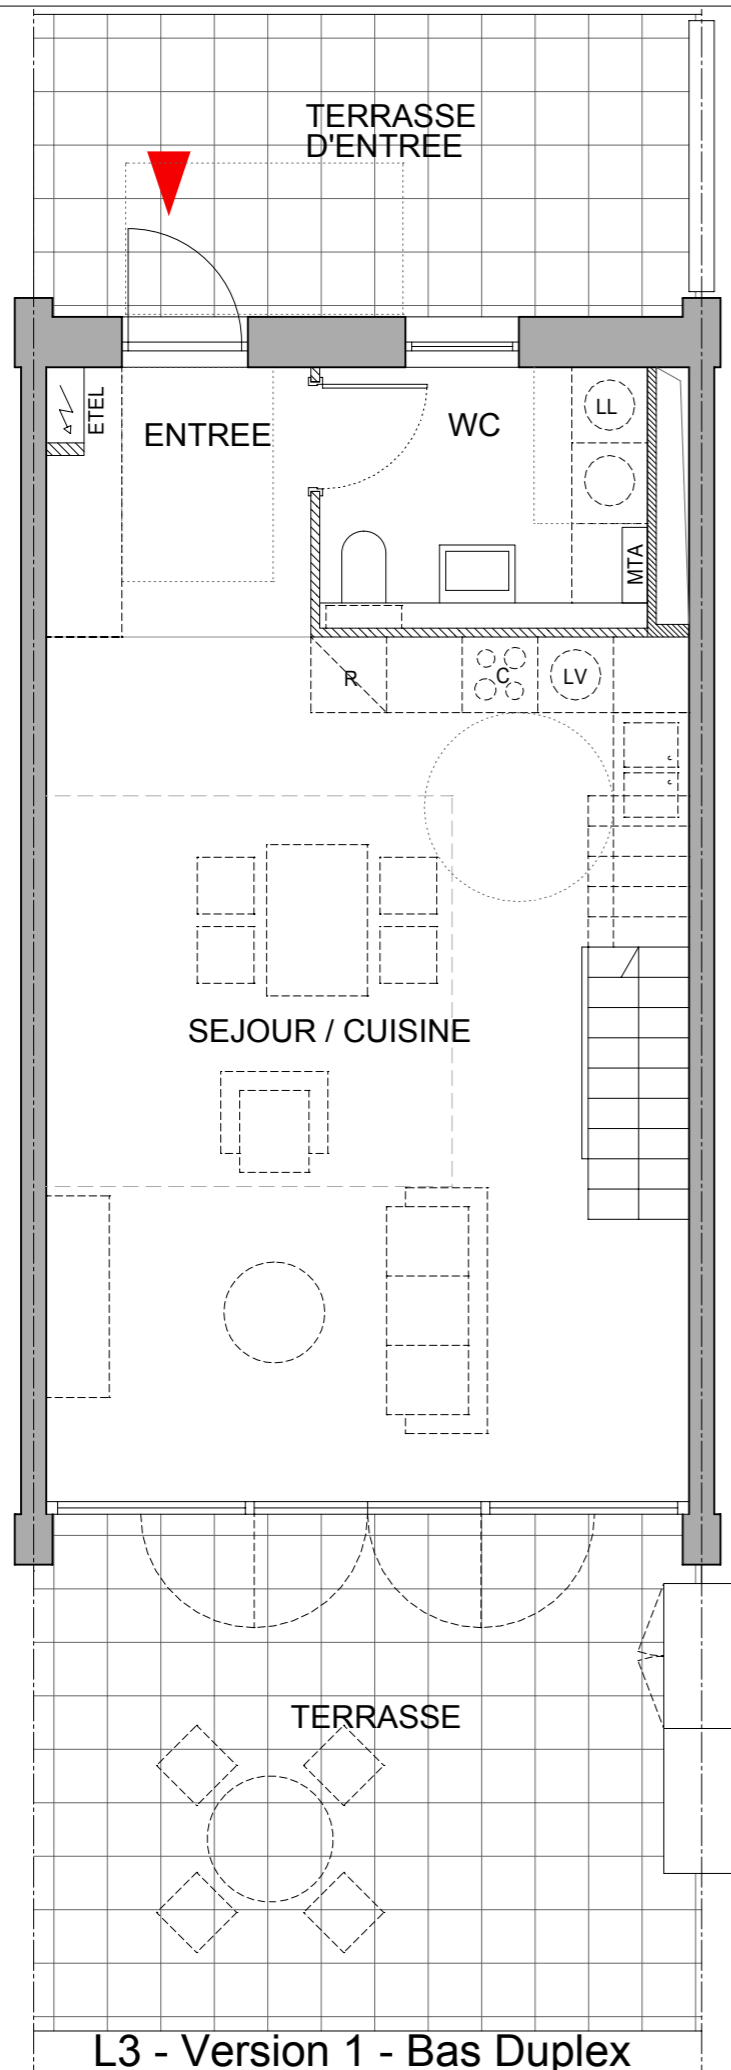 TERRASSE
D'ENTREE
ETEL
ENTREE
WC
LL
MTA
R
C
LV
SEJOUR / CUISINE
TERRASSE
L3 - Version 1 - Bas Duplex